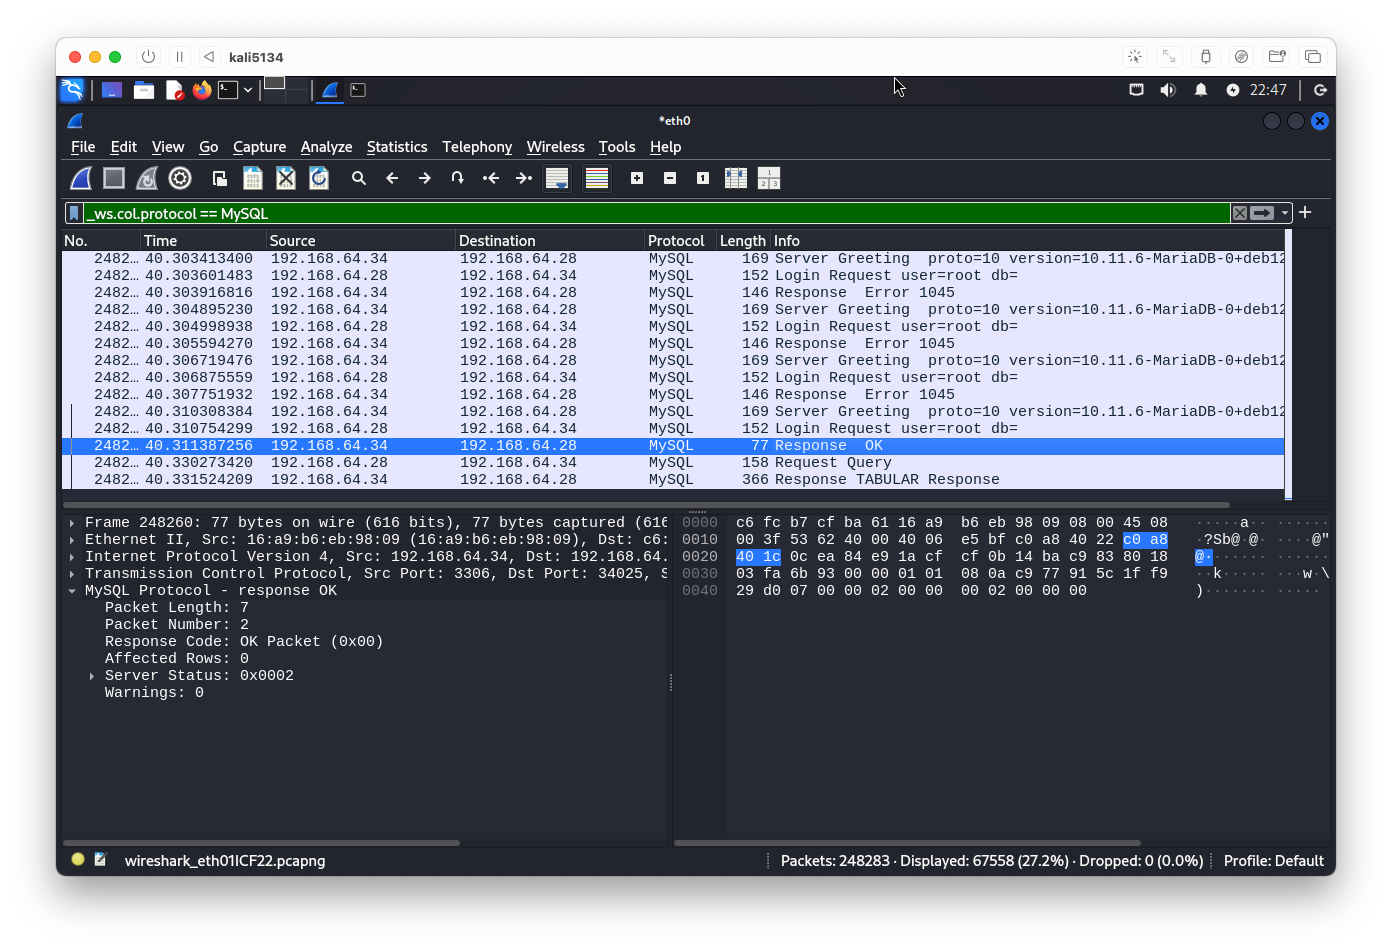 kali5134
22:47
*eth0
File Edit View Go Capture Analyze Statistics Telephony Wireless Tools Help
_ws.col.protocol == MySQL
No. Time Source Destination Protocol Length Info
2482… 40.303413400 192.168.64.34 192.168.64.28 MySQL 169 Server Greeting  proto=10 version=10.11.6-MariaDB-0+deb12
2482… 40.303601483 192.168.64.28 192.168.64.34 MySQL 152 Login Request user=root db=
2482… 40.303916816 192.168.64.34 192.168.64.28 MySQL 146 Response  Error 1045
2482… 40.304895230 192.168.64.34 192.168.64.28 MySQL 169 Server Greeting  proto=10 version=10.11.6-MariaDB-0+deb12
2482… 40.304998938 192.168.64.28 192.168.64.34 MySQL 152 Login Request user=root db=
2482… 40.305594270 192.168.64.34 192.168.64.28 MySQL 146 Response  Error 1045
2482… 40.306719476 192.168.64.34 192.168.64.28 MySQL 169 Server Greeting  proto=10 version=10.11.6-MariaDB-0+deb12
2482… 40.306875559 192.168.64.28 192.168.64.34 MySQL 152 Login Request user=root db=
2482… 40.307751932 192.168.64.34 192.168.64.28 MySQL 146 Response  Error 1045
2482… 40.310308384 192.168.64.34 192.168.64.28 MySQL 169 Server Greeting  proto=10 version=10.11.6-MariaDB-0+deb12
2482… 40.310754299 192.168.64.28 192.168.64.34 MySQL 152 Login Request user=root db=
2482… 40.311387256 192.168.64.34 192.168.64.28 MySQL 77 Response  OK
2482… 40.330273420 192.168.64.28 192.168.64.34 MySQL 158 Request Query
2482… 40.331524209 192.168.64.34 192.168.64.28 MySQL 366 Response TABULAR Response
Frame 248260: 77 bytes on wire (616 bits), 77 bytes captured (616
Ethernet II, Src: 16:a9:b6:eb:98:09 (16:a9:b6:eb:98:09), Dst: c6:
Internet Protocol Version 4, Src: 192.168.64.34, Dst: 192.168.64.
Transmission Control Protocol, Src Port: 3306, Dst Port: 34025, S
MySQL Protocol - response OK
Packet Length: 7
Packet Number: 2
Response Code: OK Packet (0x00)
Affected Rows: 0
Server Status: 0x0002
Warnings: 0
0000 c6 fc b7 cf ba 61 16 a9  b6 eb 98 09 08 00 45 08 ·····a·· ······
0010 00 3f 53 62 40 00 40 06  e5 bf c0 a8 40 22 c0 a8 ·?Sb@·@· ····@"
0020 40 1c 0c ea 84 e9 1a cf  cf 0b 14 ba c9 83 80 18 @·······
0030 03 fa 6b 93 00 00 01 01  08 0a c9 77 91 5c 1f f9 ··k····· ···w·\
0040 29 d0 07 00 00 02 00 00  00 02 00 00 00 )······· ·····
wireshark_eth01ICF22.pcapng
Packets: 248283 · Displayed: 67558 (27.2%) · Dropped: 0 (0.0%)
Profile: Default